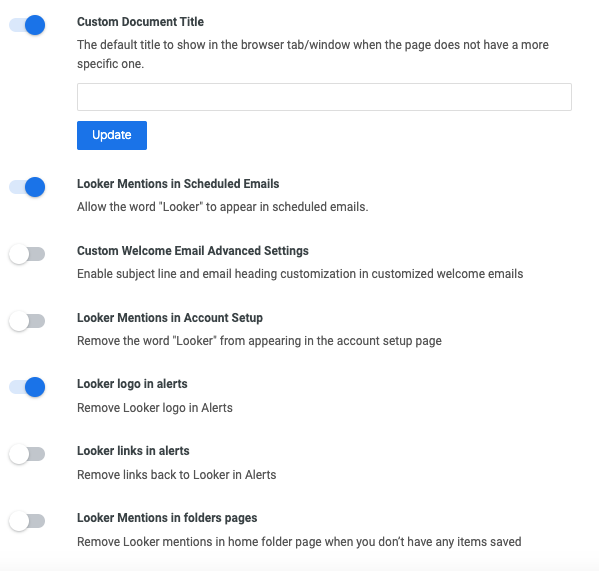 Custom Document Title
The default title to show in the browser tab/window when the page does not have a more
specific one.
Update
Looker Mentions in Scheduled Emails
Allow the word "Looker" to appear in scheduled emails.
Custom Welcome Email Advanced Settings
Enable subject line and email heading customization in customized welcome emails
Looker Mentions in Account Setup
Remove the word "Looker" from appearing in the account setup page
Looker logo in alerts
Remove Looker logo in Alerts
Looker links in alerts
Remove links back to Looker in Alerts
Looker Mentions in folders pages
Remove Looker mentions in home folder page when you don’t have any items saved